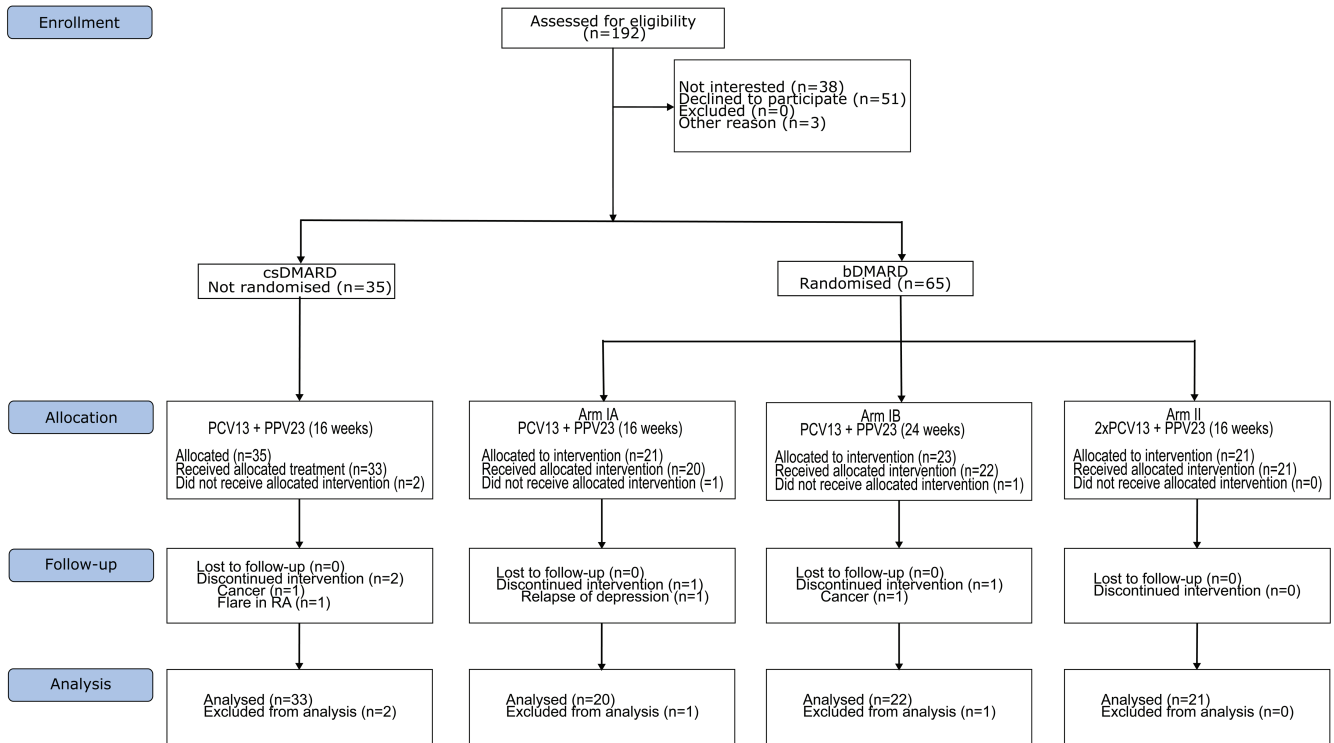 Enrollment
Assessed for eligibility
(n=192)
Not interested (n=38)
Declined to participate (n=51)
Excluded (n=0)
Other reason (n=3)
csDMARD
Not randomised (n=35)
bDMARD
Randomised (n=65)
Allocation
PCV13 + PPV23 (16 weeks)
Allocated (n=35)
Received allocated treatment (n=33)
Did not receive allocated intervention (n=2)
Arm IA
PCV13 + PPV23 (16 weeks)
Allocated to intervention (n=21)
Received allocated intervention (n=20)
Did not receive allocated intervention (=1)
Arm IB
PCV13 + PPV23 (24 weeks)
Allocated to intervention (n=23)
Received allocated intervention (n=22)
Did not receive allocated intervention (n=1)
Arm II
2xPCV13 + PPV23 (16 weeks)
Allocated to intervention (n=21)
Received allocated intervention (n=21)
Did not receive allocated intervention (n=0)
Follow-up
Lost to follow-up (n=0)
Discontinued intervention (n=2)
Cancer (n=1)
Flare in RA (n=1)
Lost to follow-up (n=0)
Discontinued intervention (n=1)
Relapse of depression (n=1)
Lost to follow-up (n=0)
Discontinued intervention (n=1)
Cancer (n=1)
Lost to follow-up (n=0)
Discontinued intervention (n=0)
Analysis
Analysed (n=33)
Excluded from analysis (n=2)
Analysed (n=20)
Excluded from analysis (n=1)
Analysed (n=22)
Excluded from analysis (n=1)
Analysed (n=21)
Excluded from analysis (n=0)